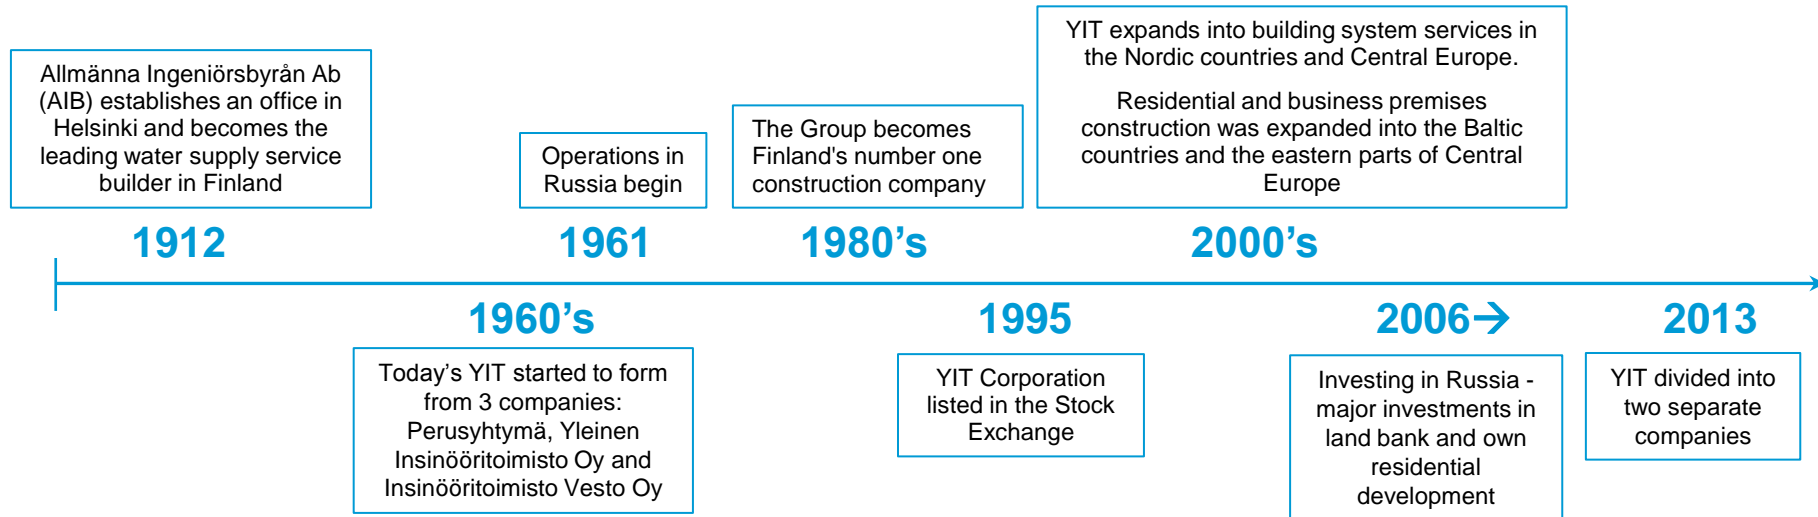 Allmänna Ingeniörsbyrån Ab
(AIB) establishes an office in
Helsinki and becomes the
leading water supply service
builder in Finland
1912
Operations in
Russia begin
1961
The Group becomes
Finland's number one
construction company
1980’s
YIT expands into building system services in
the Nordic countries and Central Europe.
Residential and business premises
construction was expanded into the Baltic
countries and the eastern parts of Central
Europe
2000’s
1960’s
Today’s YIT started to form
from 3 companies:
Perusyhtymä, Yleinen
Insinööritoimisto Oy and
Insinööritoimisto Vesto Oy
1995
YIT Corporation
listed in the Stock
Exchange
2006→
Investing in Russia -
major investments in
land bank and own
residential
development
2013
YIT divided into
two separate
companies